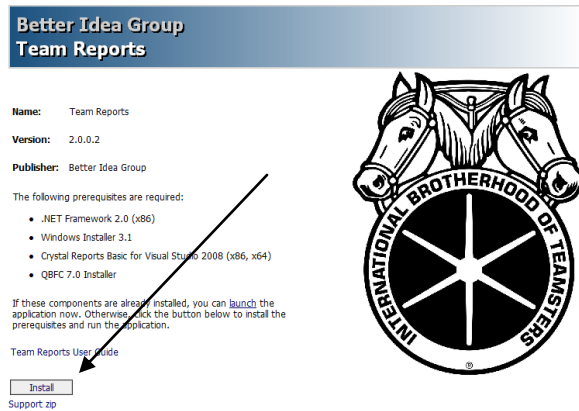 Better Idea Group
Team Reports
Name: Team Reports
Version: 2.0.0.2
Publisher: Better Idea Group
The following prerequisites are required:
• .NET Framework 2.0 (x86)
• Windows Installer 3.1
• Crystal Reports Basic for Visual Studio 2008 (x86, x64)
• QBFC 7.0 Installer
If these components are already installed, you can launch the
application now. Otherwise, click the button below to install the
prerequisites and run the application.
Team Reports User Guide
Install
Support zip
INTERNATIONAL BROTHERHOOD OF TEAMSTERS
®